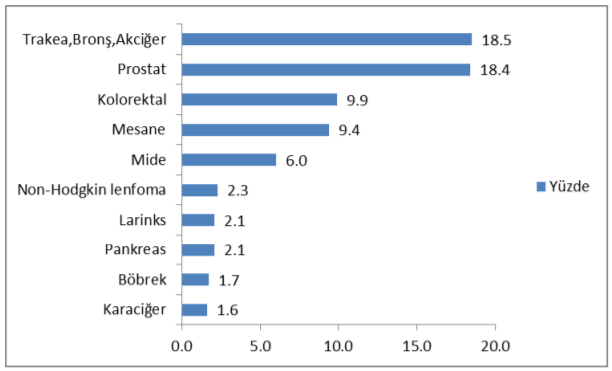 Trakea,Bronş,Akciğer 18.5
Prostat 18.4
Kolorektal 9.9
Mesane 9.4
Mide 6.0
Non-Hodgkin lenfoma 2.3
Larinks 2.1
Pankreas 2.1
Böbrek 1.7
Karaciğer 1.6
0.0 5.0 10.0 15.0 20.0
Yüzde